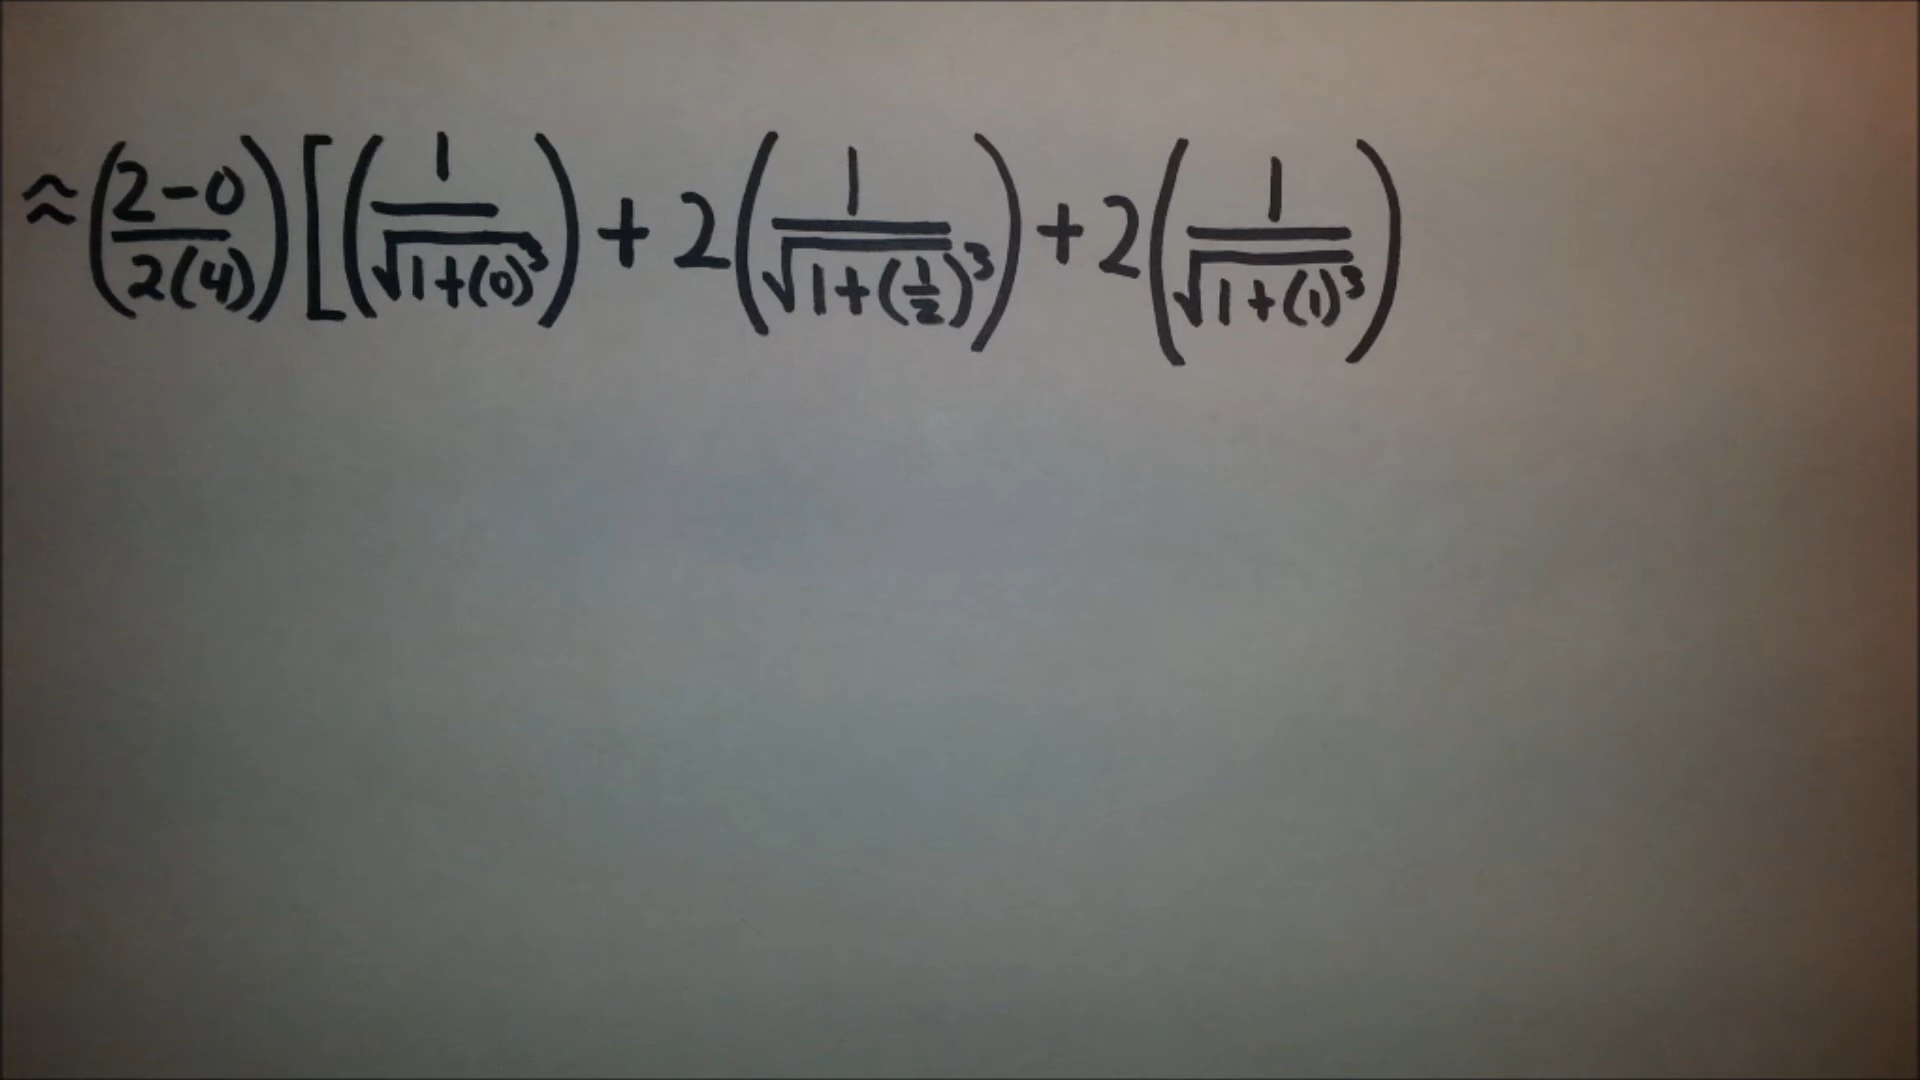 ≈ ((2-0)/(2(4))) [(1/√(1+(0)³)) + 2(1/√(1+(1/2)³)) + 2(1/√(1+(1)³))